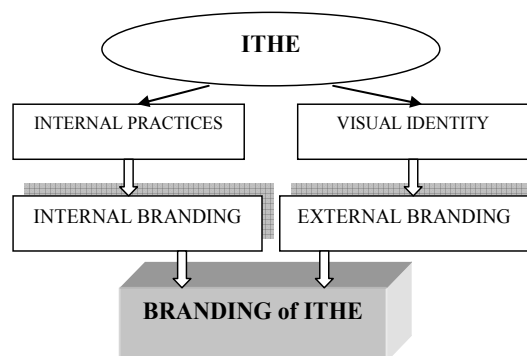 ITHE
INTERNAL PRACTICES
VISUAL IDENTITY
INTERNAL BRANDING
EXTERNAL BRANDING
BRANDING of ITHE